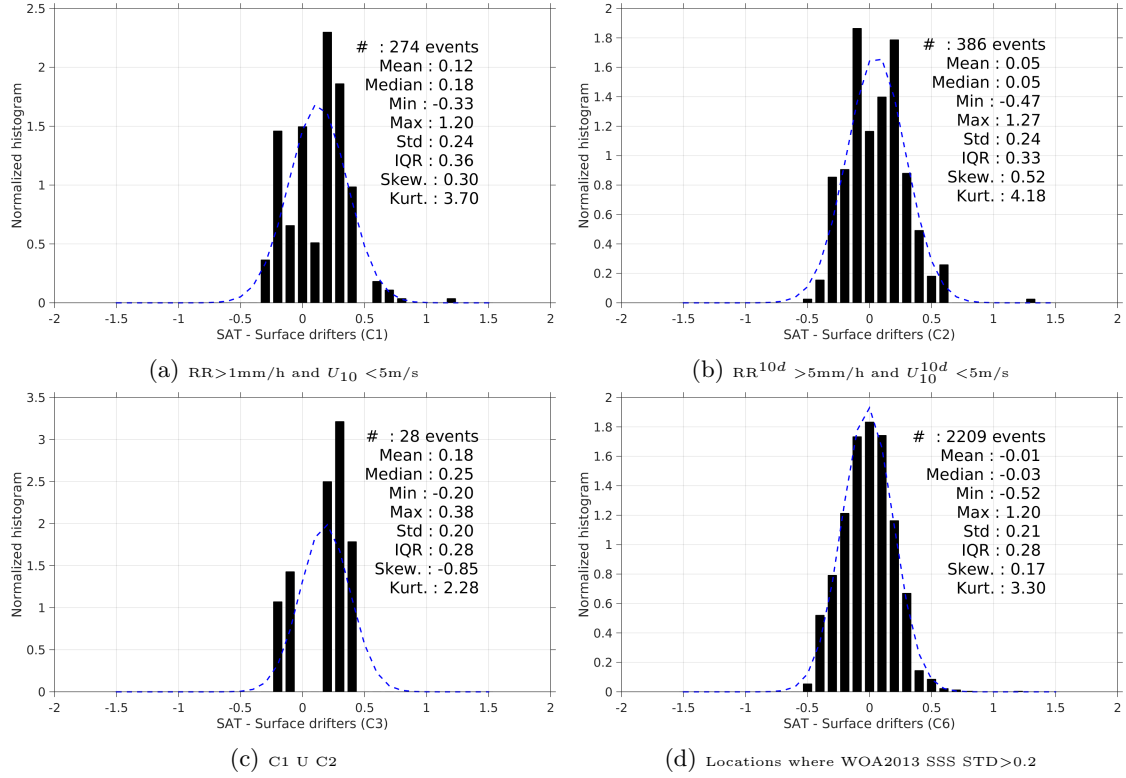 2.5
2
1.5
1
0.5
0
Normalized histogram
# : 274 events
Mean : 0.12
Median : 0.18
Min : -0.33
Max : 1.20
Std : 0.24
IQR : 0.36
Skew. : 0.30
Kurt. : 3.70
-2 -1.5 -1 -0.5 0 0.5 1 1.5 2
SAT - Surface drifters (C1)
(a) RR>1mm/h and U10 <5m/s
2
1.8
1.6
1.4
1.2
1
0.8
0.6
0.4
0.2
0
Normalized histogram
# : 386 events
Mean : 0.05
Median : 0.05
Min : -0.47
Max : 1.27
Std : 0.24
IQR : 0.33
Skew. : 0.52
Kurt. : 4.18
-2 -1.5 -1 -0.5 0 0.5 1 1.5 2
SAT - Surface drifters (C2)
(b) RR^10d >5mm/h and U_10^10d <5m/s
3.5
3
2.5
2
1.5
1
0.5
0
Normalized histogram
# : 28 events
Mean : 0.18
Median : 0.25
Min : -0.20
Max : 0.38
Std : 0.20
IQR : 0.28
Skew. : -0.85
Kurt. : 2.28
-2 -1.5 -1 -0.5 0 0.5 1 1.5 2
SAT - Surface drifters (C3)
(c) C1 U C2
2
1.8
1.6
1.4
1.2
1
0.8
0.6
0.4
0.2
0
Normalized histogram
# : 2209 events
Mean : -0.01
Median : -0.03
Min : -0.52
Max : 1.20
Std : 0.21
IQR : 0.28
Skew. : 0.17
Kurt. : 3.30
-2 -1.5 -1 -0.5 0 0.5 1 1.5 2
SAT - Surface drifters (C6)
(d) Locations where WOA2013 SSS STD>0.2